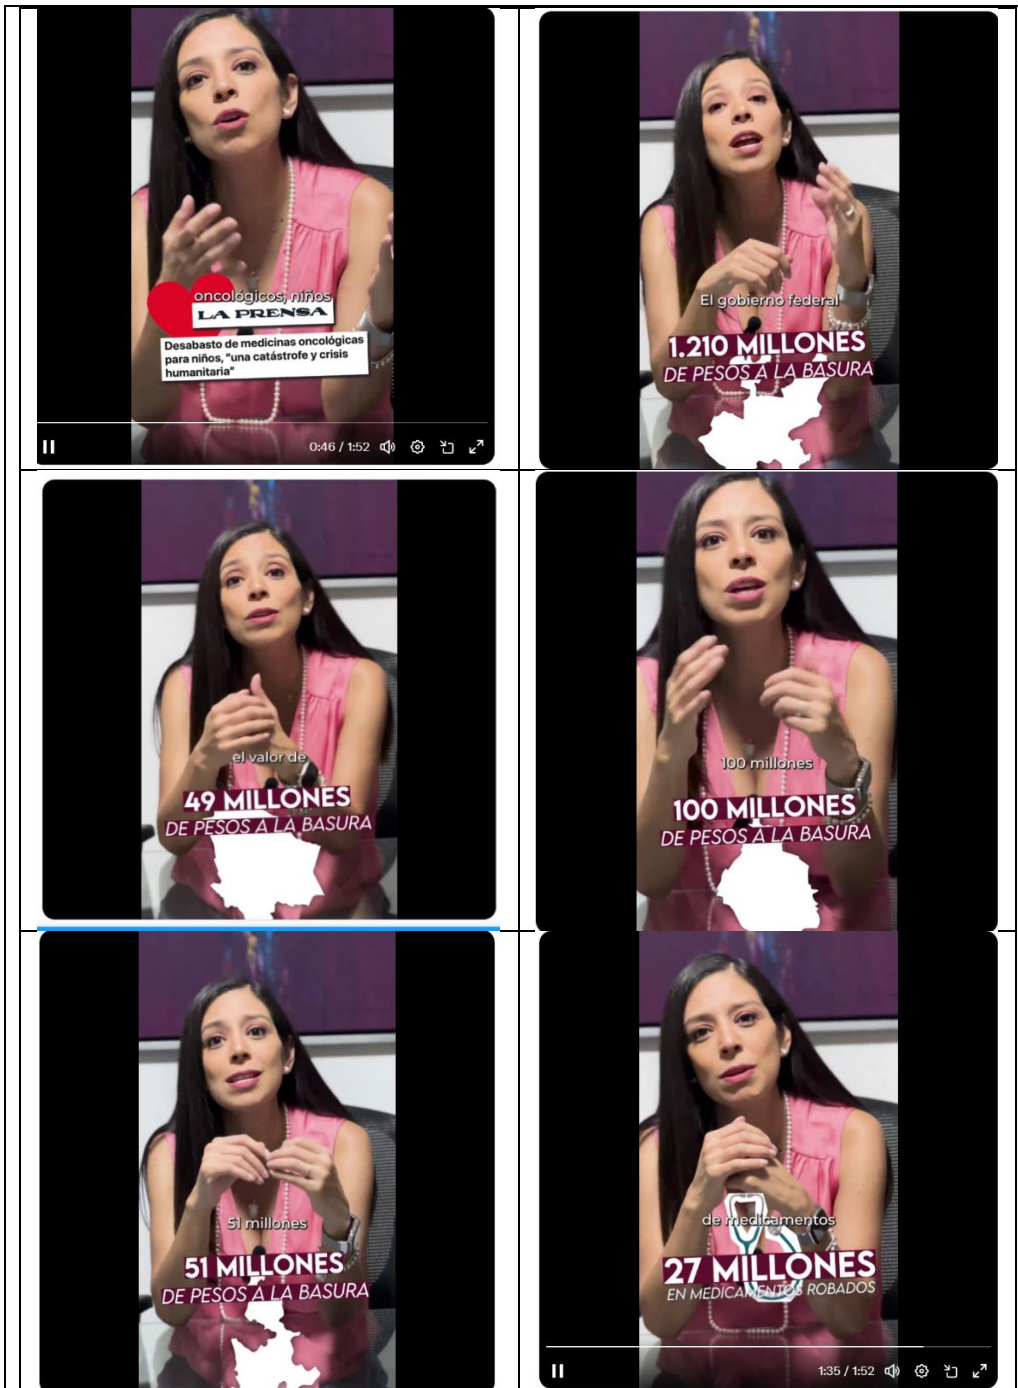 oncológicos, niños
LA PRENSA
Desabasto de medicinas oncológicas
para niños, "una catástrofe y crisis
humanitaria"
0:46 / 1:52
El gobierno federal
1.210 MILLONES
DE PESOS A LA BASURA
el valor de
49 MILLONES
DE PESOS A LA BASURA
100 millones
100 MILLONES
DE PESOS A LA BASURA
51 millones
51 MILLONES
DE PESOS A LA BASURA
de medicamentos
27 MILLONES
EN MEDICAMENTOS ROBADOS
1:35 / 1:52